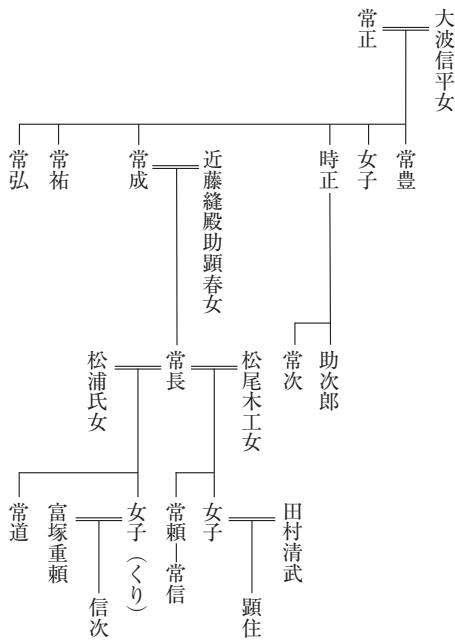 大波信平女
常正
常豊
女子
時正
近藤縫殿助顕春女
常成
常祐
常弘
助次郎
常次
松尾木工女
常長
松浦氏女
田村清武
女子
常頼
常信
女子（くり）
富塚重頼
常道
顕住
信次